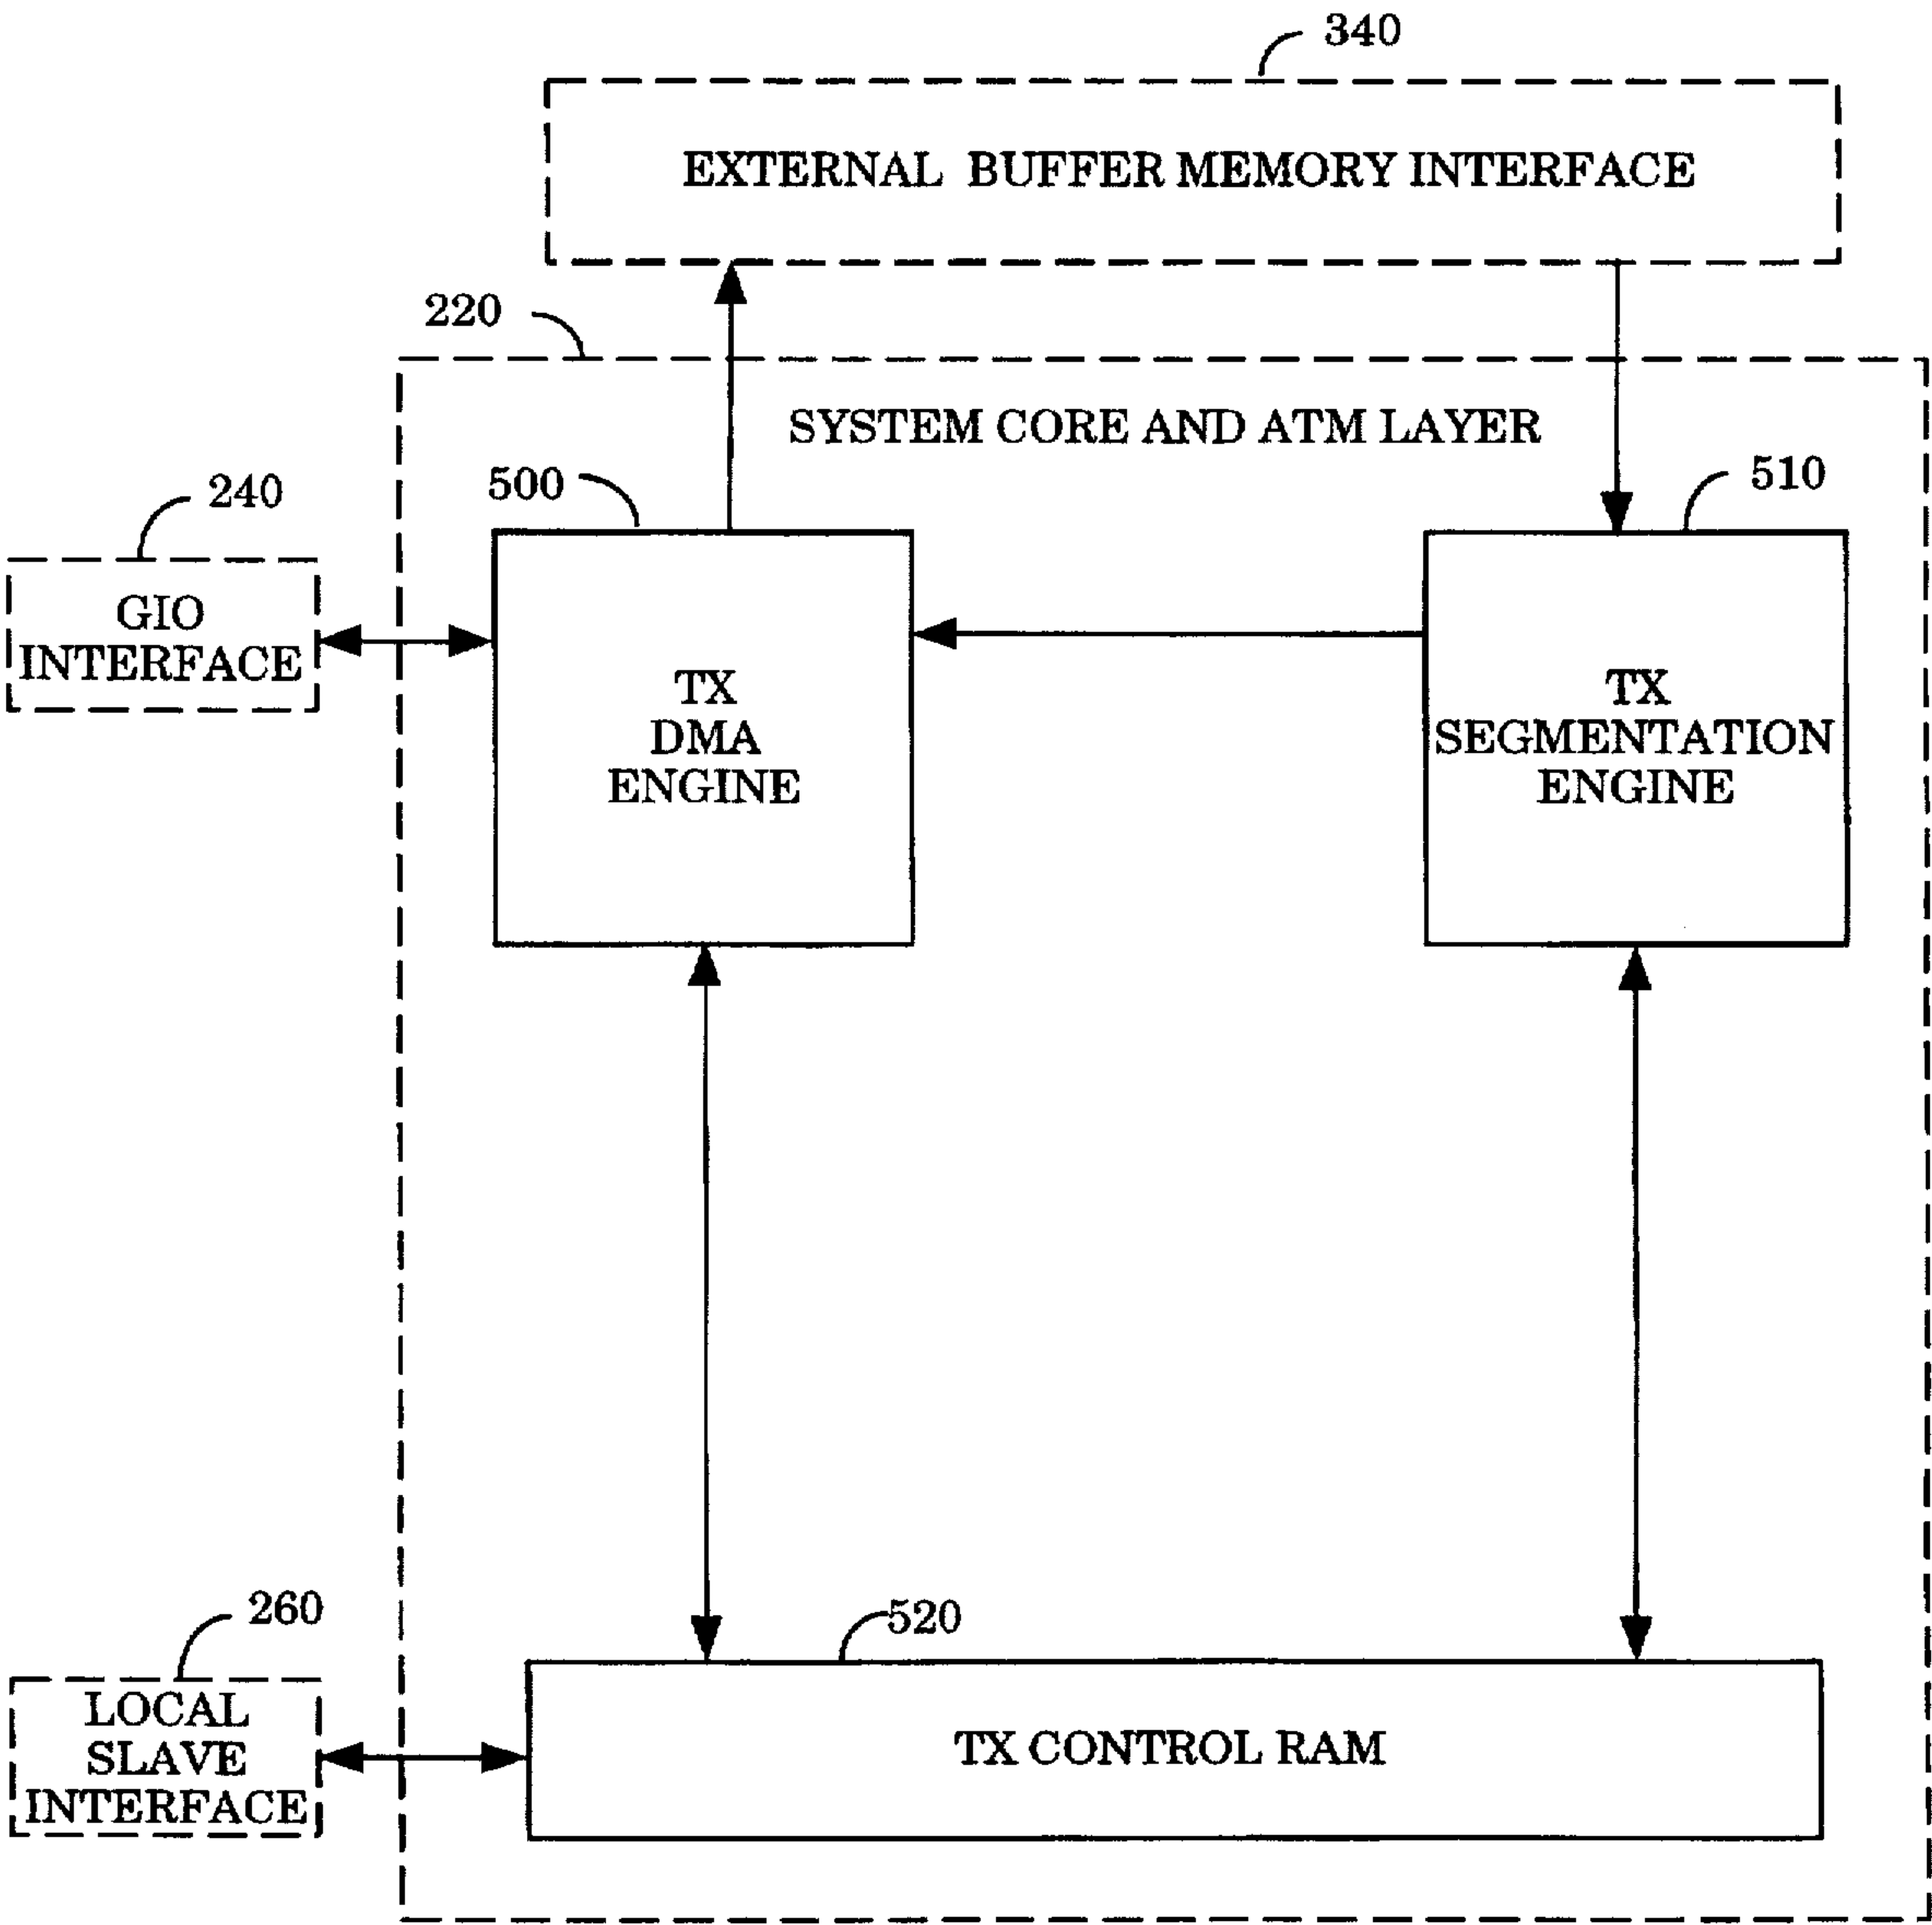 340
EXTERNAL BUFFER MEMORY INTERFACE
220
SYSTEM CORE AND ATM LAYER
240
500
510
GIO
INTERFACE
TX
DMA
ENGINE
TX
SEGMENTATION
ENGINE
260
520
LOCAL
SLAVE
INTERFACE
TX CONTROL RAM